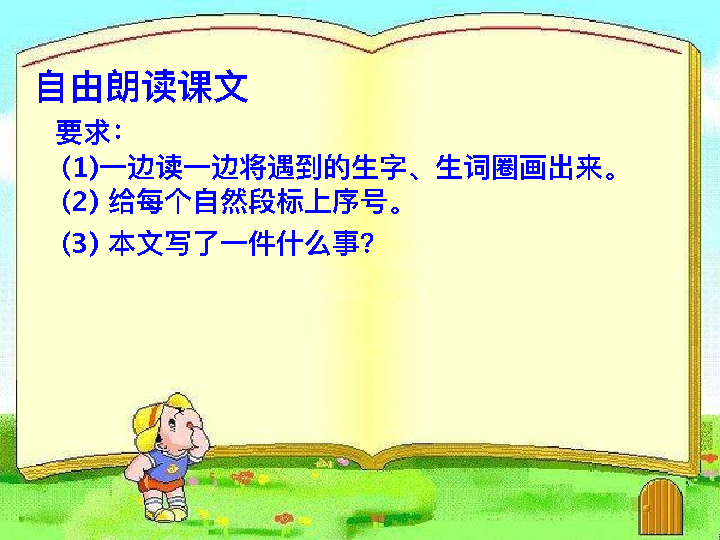 自由朗读课文
要求：
(1)一边读一边将遇到的生字、生词圈画出来。
(2) 给每个自然段标上序号。
(3) 本文写了一件什么事?